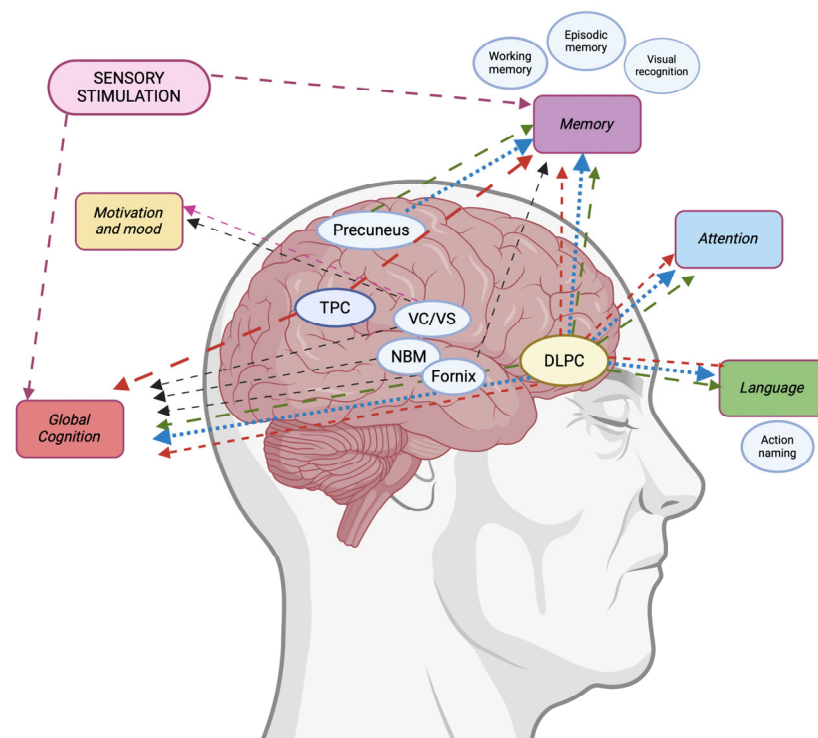 Episodic
memory
Working
memory
Visual
recognition
SENSORY
STIMULATION
Memory
Motivation
and mood
Precuneus
Attention
TPC
VC/VS
NBM
DLPC
Fornix
Language
Global
Cognition
Action
naming